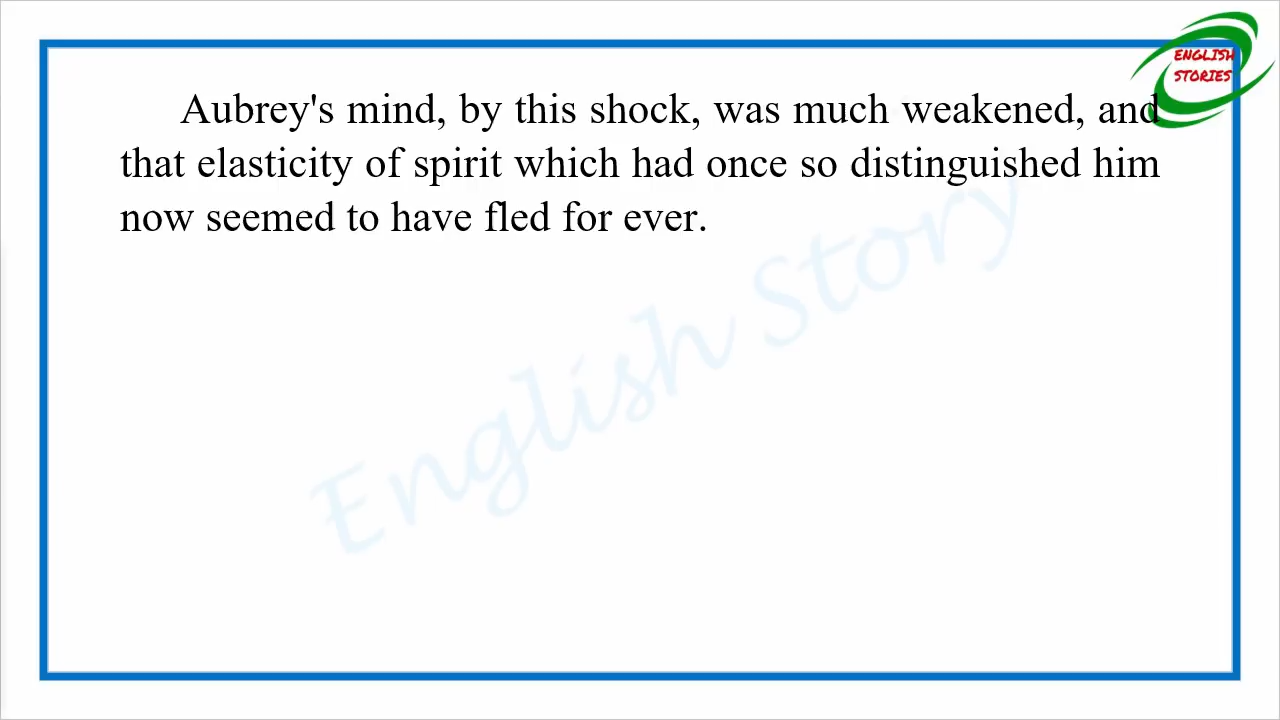 ENGLISH
STORIES
Aubrey's mind, by this shock, was much weakened, and
that elasticity of spirit which had once so distinguished him
now seemed to have fled for ever.
English Story